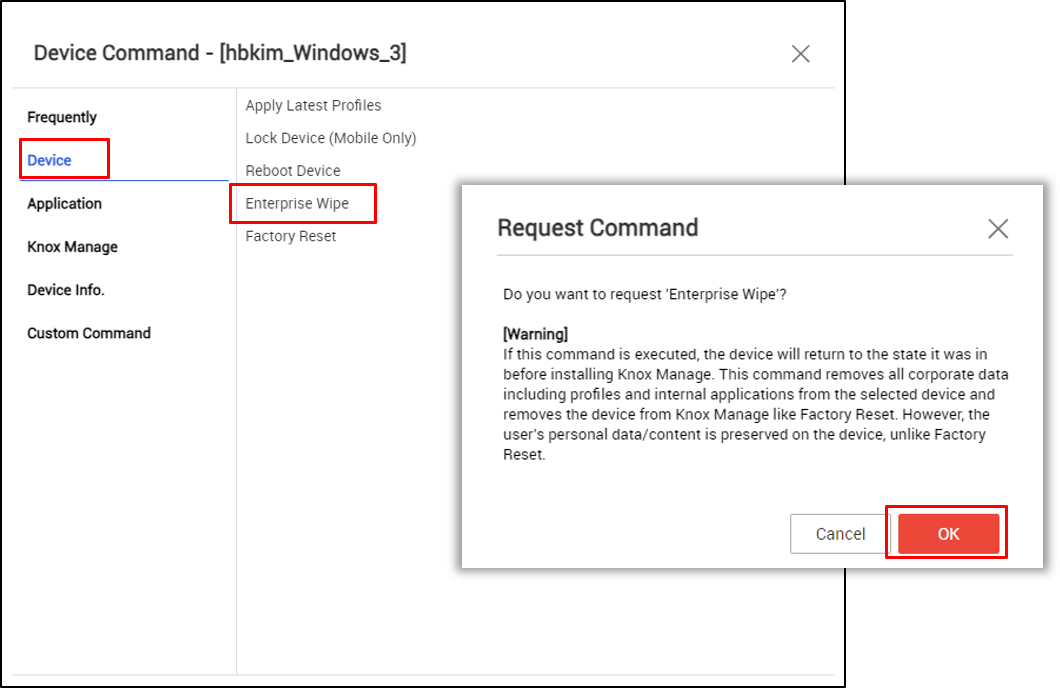 Device Command - [hbkim_Windows_3]
Frequently
Device
Application
Knox Manage
Device Info.
Custom Command
Apply Latest Profiles
Lock Device (Mobile Only)
Reboot Device
Enterprise Wipe
Factory Reset
Request Command
Do you want to request 'Enterprise Wipe'?
[Warning]
If this command is executed, the device will return to the state it was in
before installing Knox Manage. This command removes all corporate data
including profiles and internal applications from the selected device and
removes the device from Knox Manage like Factory Reset. However, the
user's personal data/content is preserved on the device, unlike Factory
Reset.
Cancel
OK